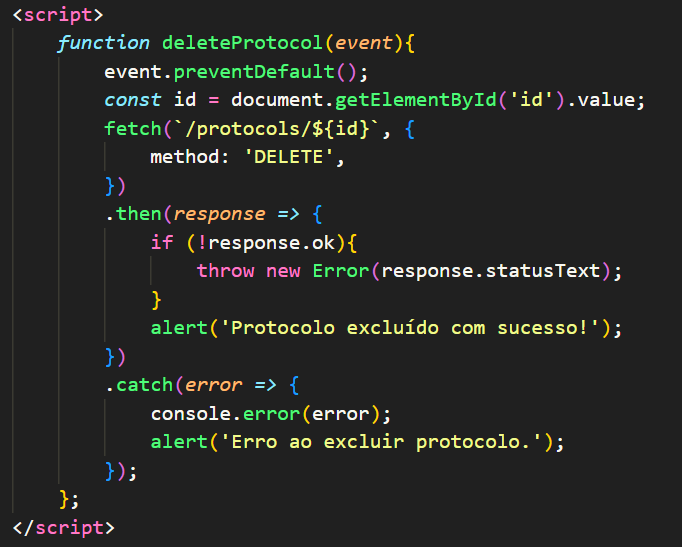 <script>
function deleteProtocol(event){
event.preventDefault();
const id = document.getElementById('id').value;
fetch(`/protocols/${id}`, {
method: 'DELETE',
})
.then(response => {
if (!response.ok){
throw new Error(response.statusText);
}
alert('Protocolo excluído com sucesso!');
})
.catch(error => {
console.error(error);
alert('Erro ao excluir protocolo.');
});
};
</script>